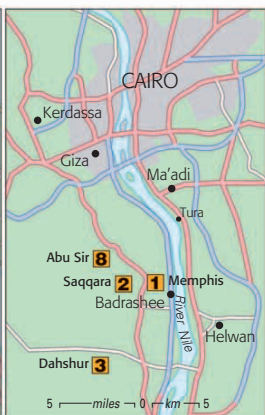 CAIRO
Kerdassa
Giza
Ma'adi
Tura
Abu Sir 8
Saqqara 2
1 Memphis
Badrashee
River Nile
Helwan
Dahshur 3
5 miles 0 km 5